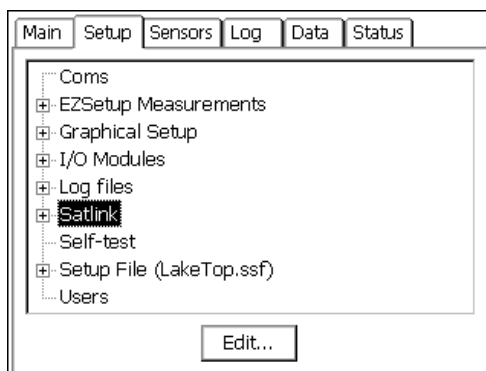 Main Setup Sensors Log Data Status
Coms
EZSetup Measurements
Graphical Setup
I/O Modules
Log files
Satlink
Self-test
Setup File (LakeTop.ssf)
Users
Edit...